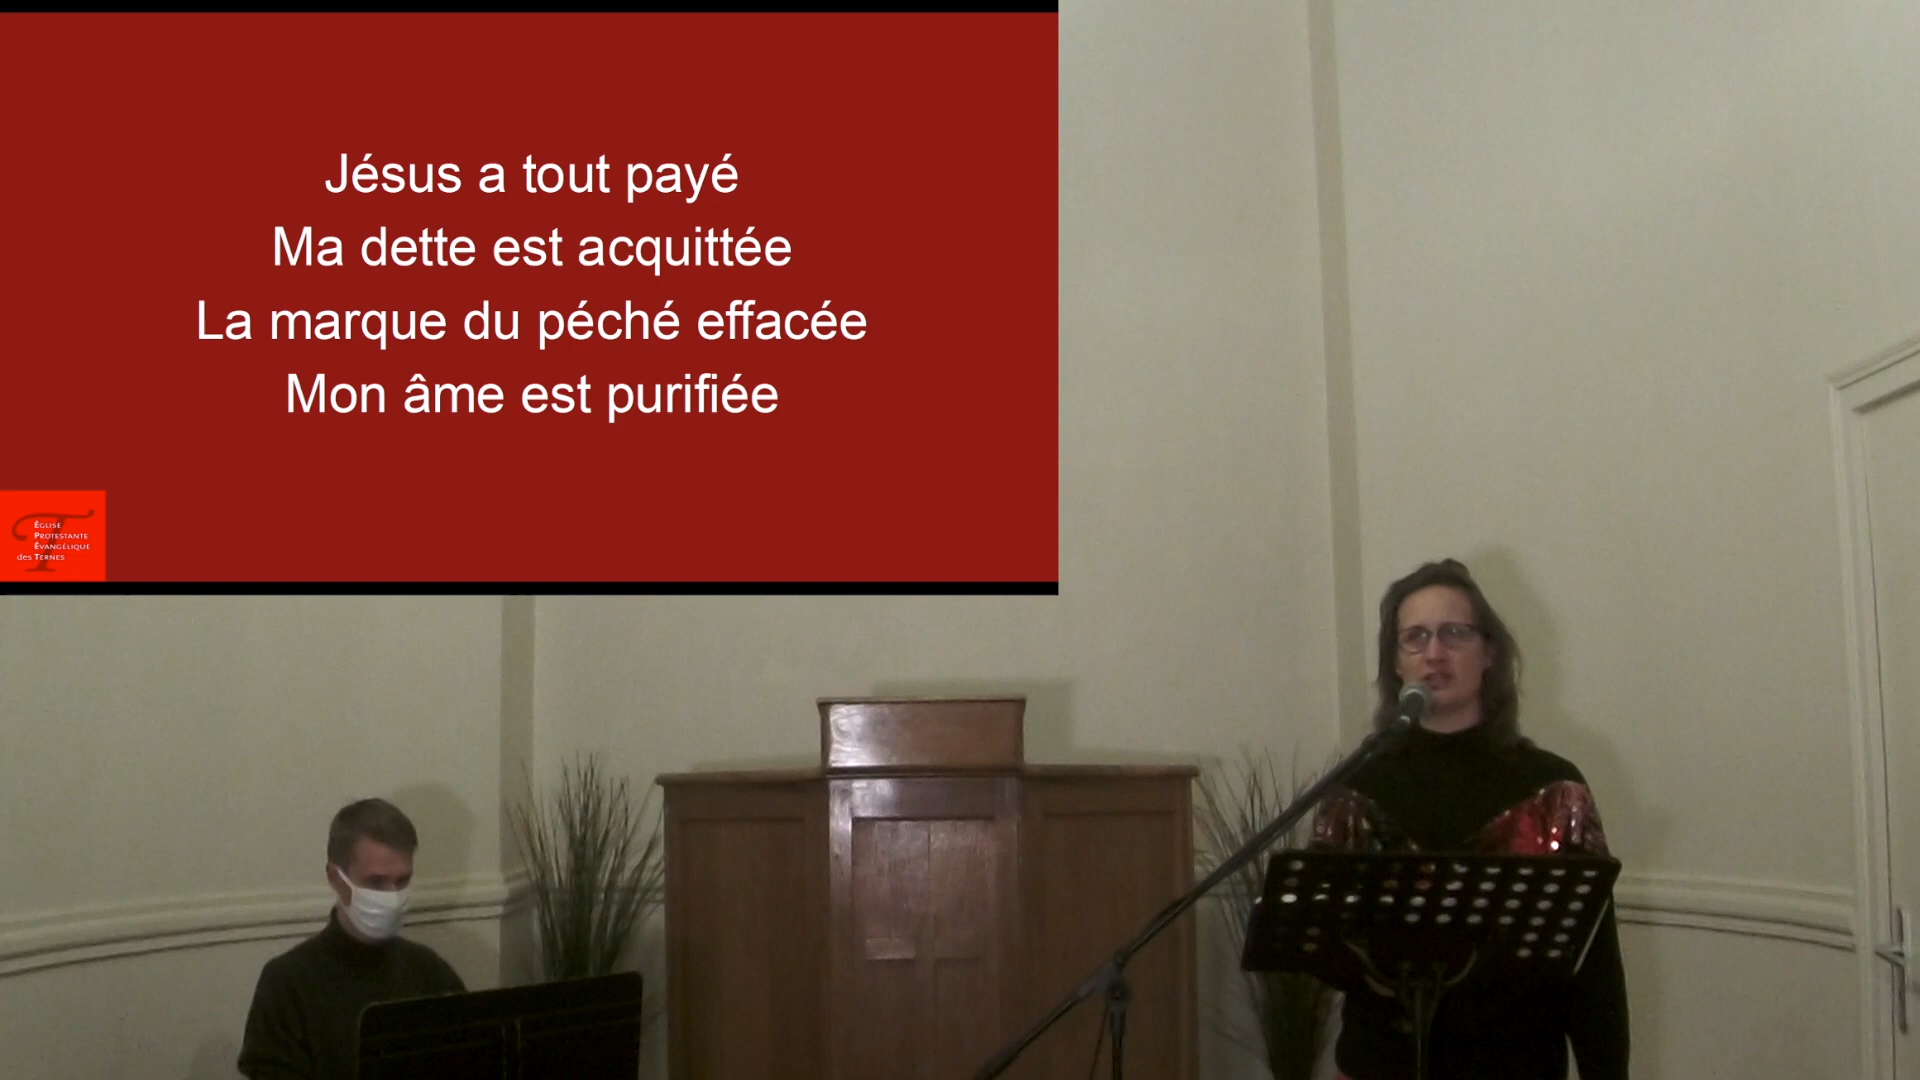 Jésus a tout payé
Ma dette est acquittée
La marque du péché effacée
Mon âme est purifiée
ÉGLISE
PROTESTANTE
ÉVANGÉLIQUE
des TERNES